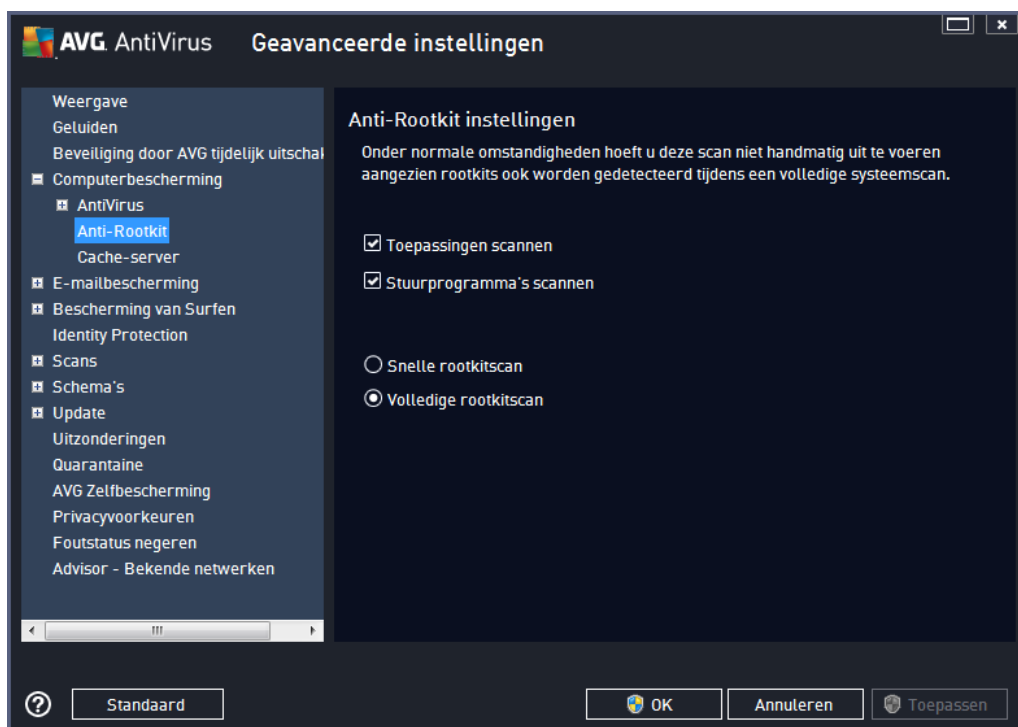 AVG. AntiVirus Geavanceerde instellingen
Weergave
Geluiden
Beveiliging door AVG tijdelijk uitschal
Computerbescherming
AntiVirus
Anti-Rootkit
Cache-server
E-mailbescherming
Bescherming van Surfen
Identity Protection
Scans
Schema's
Update
Uitzonderingen
Quarantaine
AVG Zelfbescherming
Privacyvoorkeuren
Foutstatus negeren
Advisor - Bekende netwerken
Anti-Rootkit instellingen
Onder normale omstandigheden hoeft u deze scan niet handmatig uit te voeren
aangezien rootkits ook worden gedetecteerd tijdens een volledige systeemscan.
Toepassingen scannen
Stuurprogramma's scannen
Snelle rootkitscan
Volledige rootkitscan
Standaard
OK
Annuleren
Toepassen